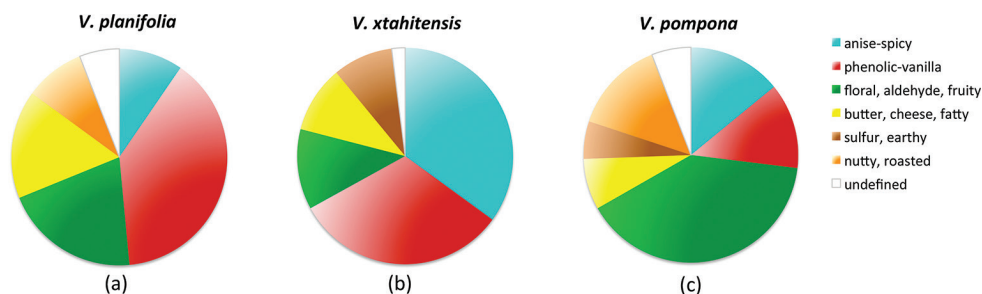 V. planifolia
V. xtahitensis
V. pompona
anise-spicy
phenolic-vanilla
floral, aldehyde, fruity
butter, cheese, fatty
sulfur, earthy
nutty, roasted
undefined
(a)
(b)
(c)